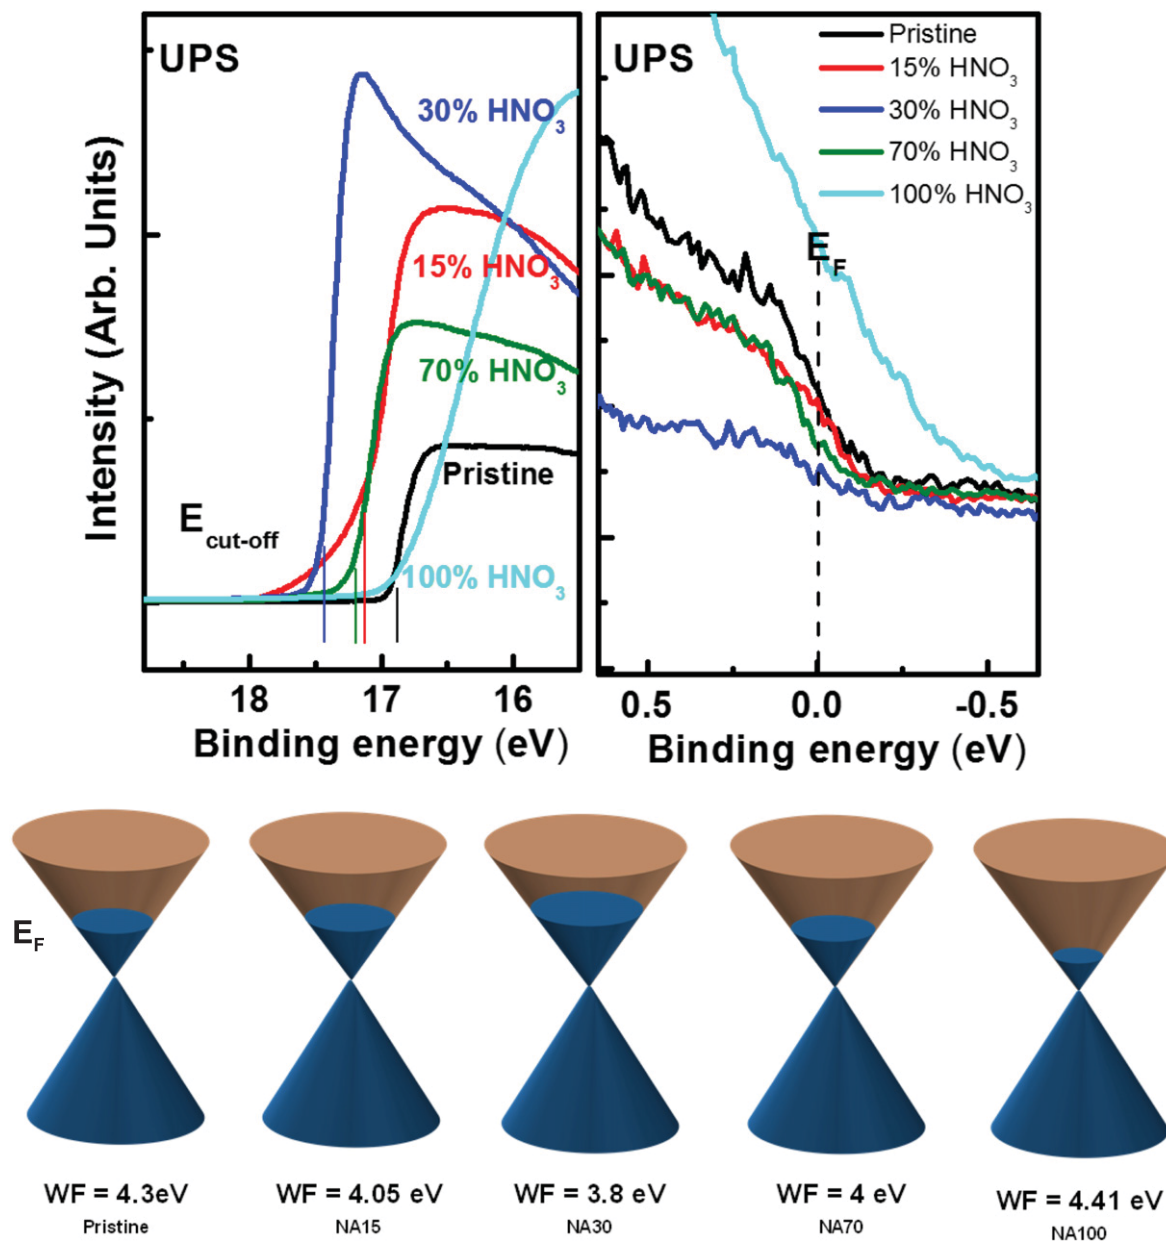 UPS
30% HNO₃
15% HNO₃
70% HNO₃
Pristine
100% HNO₃
E_cut-off
Intensity (Arb. Units)
18 17 16
Binding energy (eV)
UPS
Pristine
15% HNO₃
30% HNO₃
70% HNO₃
100% HNO₃
E_F
0.5 0.0 -0.5
Binding energy (eV)
E_F
WF = 4.3eV
Pristine
WF = 4.05 eV
NA15
WF = 3.8 eV
NA30
WF = 4 eV
NA70
WF = 4.41 eV
NA100